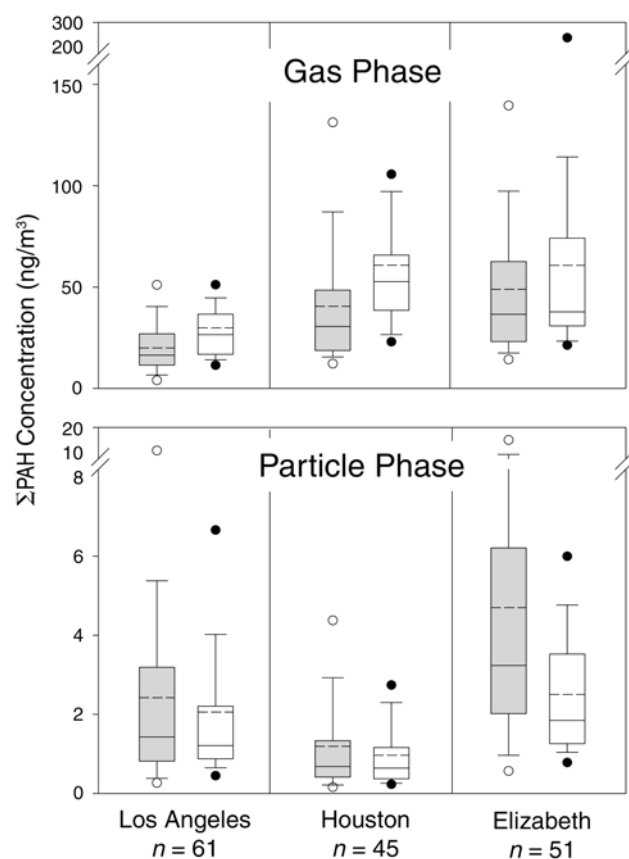 300
200
Gas Phase
150
100
50
0
ΣPAH Concentration (ng/m³)
20
10
Particle Phase
8
6
4
2
0
Los Angeles Houston Elizabeth
n = 61 n = 45 n = 51